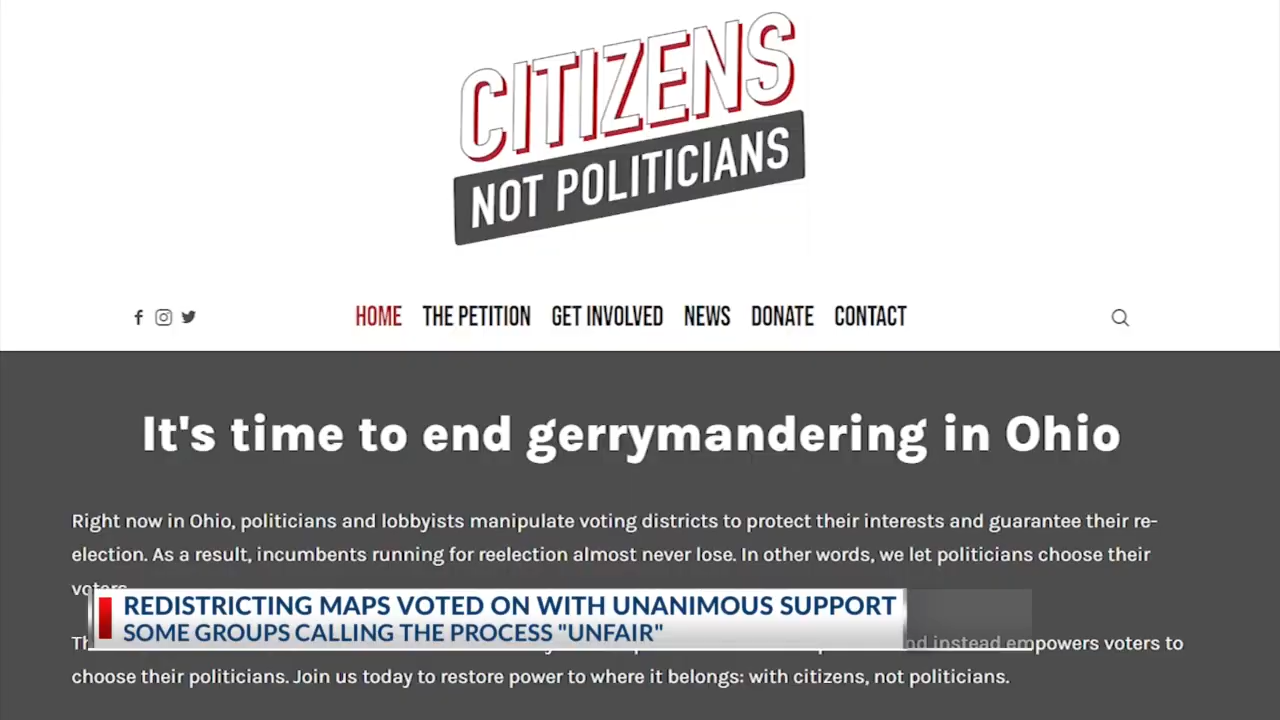 CITIZENS
NOT POLITICIANS
HOME THE PETITION GET INVOLVED NEWS DONATE CONTACT
It's time to end gerrymandering in Ohio
Right now in Ohio, politicians and lobbyists manipulate voting districts to protect their interests and guarantee their re-
election. As a result, incumbents running for reelection almost never lose. In other words, we let politicians choose their
voters.
REDISTRICTING MAPS VOTED ON WITH UNANIMOUS SUPPORT
SOME GROUPS CALLING THE PROCESS "UNFAIR"
instead empowers voters to
choose their politicians. Join us today to restore power to where it belongs: with citizens, not politicians.